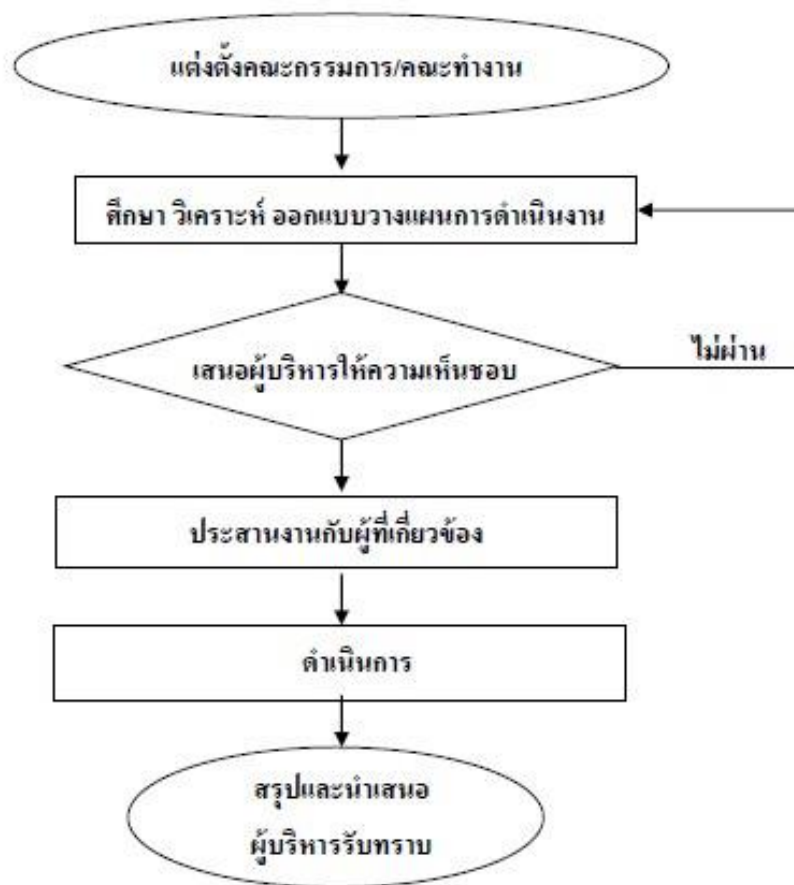 แต่งตั้งคณะกรรมการ/คณะทำงาน
ศึกษา วิเคราะห์ ออกแบบวางแผนการดำเนินงาน
เสนอผู้บริหารให้ความเห็นชอบ
ไม่ผ่าน
ประสานงานกับผู้ที่เกี่ยวข้อง
ดำเนินการ
สรุปและนำเสนอ
ผู้บริหารรับทราบ